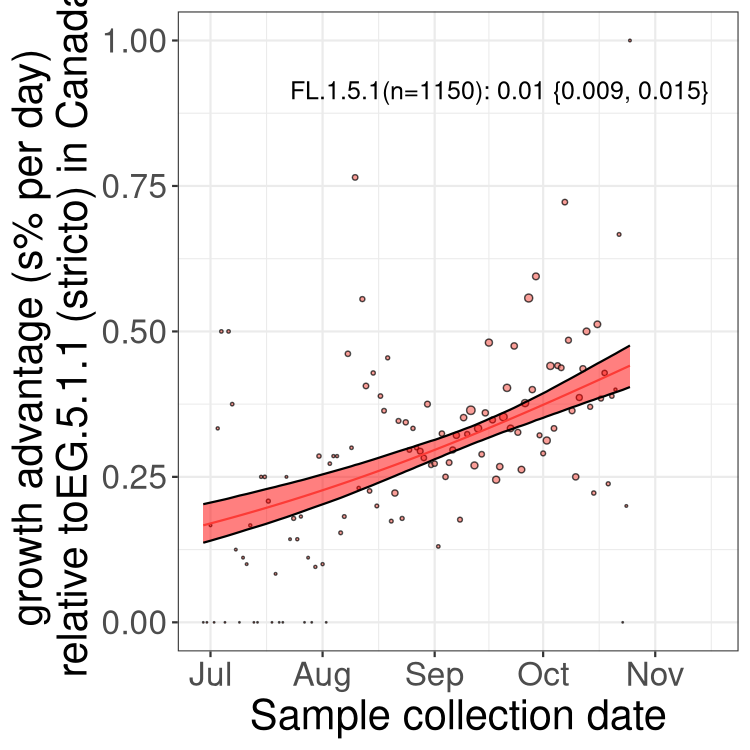 growth advantage (s% per day)
relative toEG.5.1.1 (stricto) in Canada
1.00
FL.1.5.1(n=1150): 0.01 {0.009, 0.015}
0.75
0.50
0.25
0.00
Jul Aug Sep Oct Nov
Sample collection date